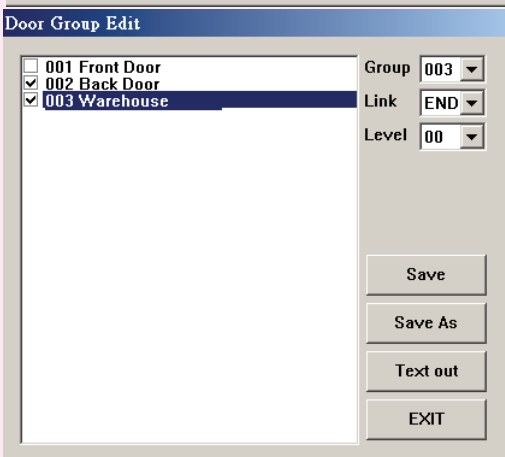 Door Group Edit
001 Front Door
002 Back Door
003 Warehouse
Group 003
Link END
Level 00
Save
Save As
Text out
EXIT